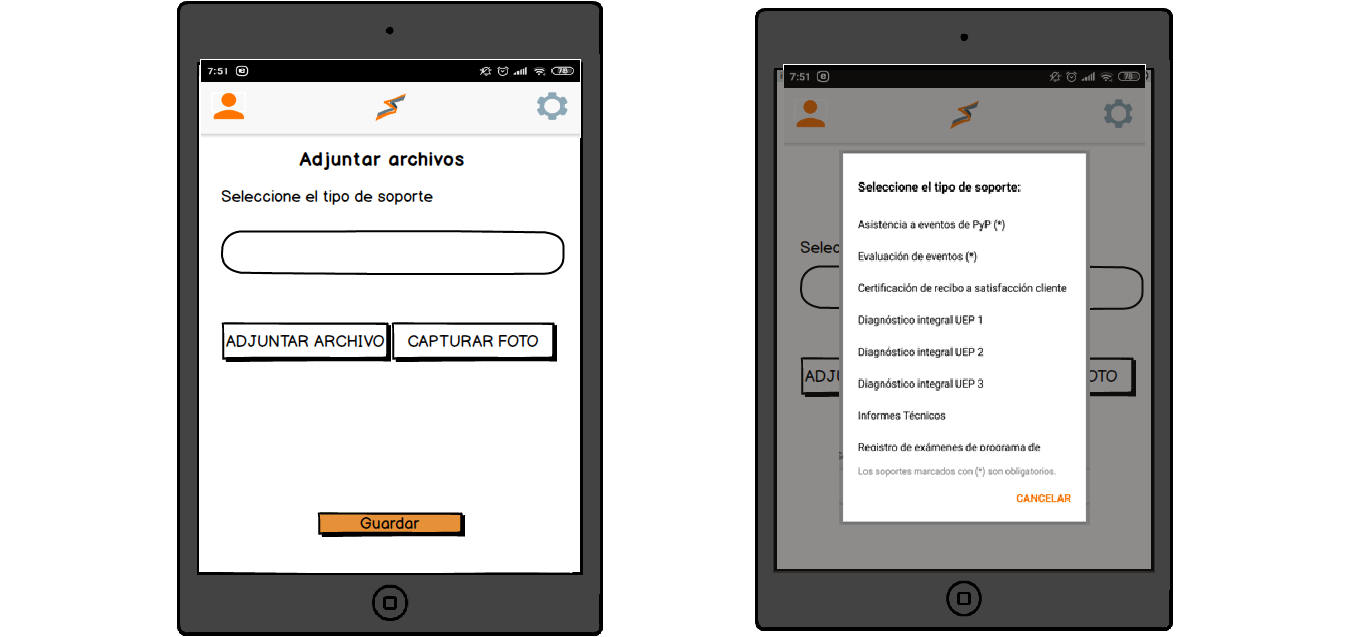 7:51
78
Adjuntar archivos
Seleccione el tipo de soporte
ADJUNTAR ARCHIVO
CAPTURAR FOTO
Guardar
7:51
78
Selec
ADJU
OTO
Seleccione el tipo de soporte:
Asistencia a eventos de PyP (*)
Evaluación de eventos (*)
Certificación de recibo a satisfacción cliente
Diagnóstico integral UEP 1
Diagnóstico integral UEP 2
Diagnóstico integral UEP 3
Informes Técnicos
Registro de exámenes de programa de
Los soportes marcados con (*) son obligatorios.
CANCELAR